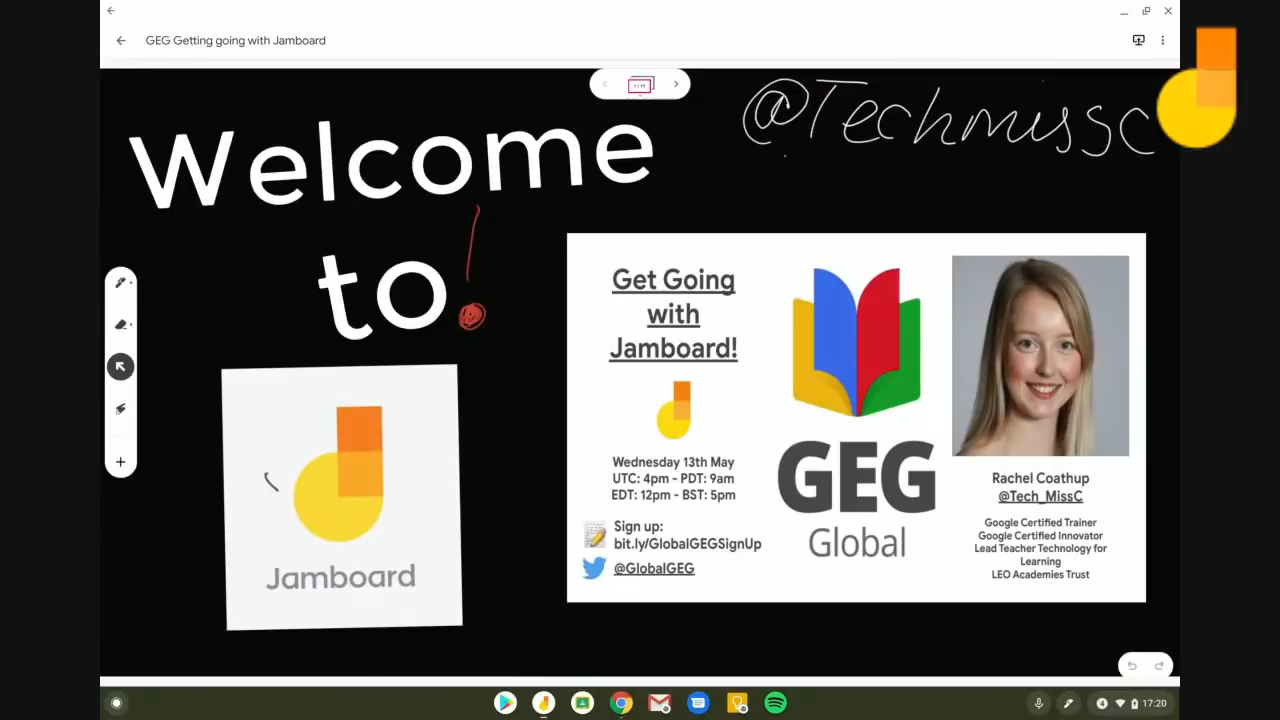 GEG Getting going with Jamboard
@Techmissc
Welcome
to!
Jamboard
Get Going
with
Jamboard!
Wednesday 13th May
UTC: 4pm - PDT: 9am
EDT: 12pm - BST: 5pm
Sign up:
bit.ly/GlobalGEGSignUp
@GlobalGEG
GEG
Global
Rachel Coathup
@Tech_MissC
Google Certified Trainer
Google Certified Innovator
Lead Teacher Technology for
Learning
LEO Academies Trust
4
17:20